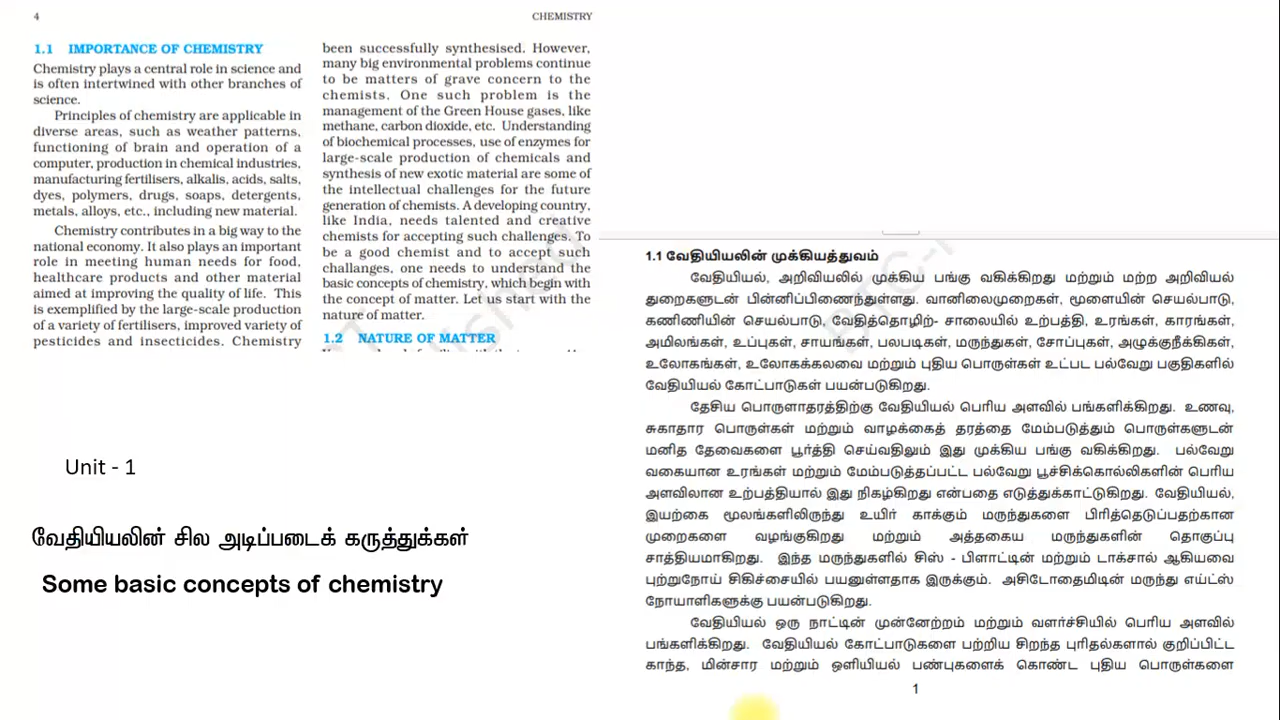 4
CHEMISTRY
1.1 IMPORTANCE OF CHEMISTRY
Chemistry plays a central role in science and
is often intertwined with other branches of
science.
Principles of chemistry are applicable in
diverse areas, such as weather patterns,
functioning of brain and operation of a
computer, production in chemical industries,
manufacturing fertilisers, alkalis, acids, salts,
dyes, polymers, drugs, soaps, detergents,
metals, alloys, etc., including new material.
Chemistry contributes in a big way to the
national economy. It also plays an important
role in meeting human needs for food,
healthcare products and other material
aimed at improving the quality of life. This
is exemplified by the large-scale production
of a variety of fertilisers, improved variety of
pesticides and insecticides. Chemistry
been successfully synthesised. However,
many big environmental problems continue
to be matters of grave concern to the
chemists. One such problem is the
management of the Green House gases, like
methane, carbon dioxide, etc. Understanding
of biochemical processes, use of enzymes for
large-scale production of chemicals and
synthesis of new exotic material are some of
the intellectual challenges for the future
generation of chemists. A developing country,
like India, needs talented and creative
chemists for accepting such challenges. To
be a good chemist and to accept such
challanges, one needs to understand the
basic concepts of chemistry, which begin with
the concept of matter. Let us start with the
nature of matter.
1.2 NATURE OF MATTER
Unit - 1
வேதியியலின் சில அடிப்படைக் கருத்துக்கள்
Some basic concepts of chemistry
1.1 வேதியியலின் முக்கியத்துவம்
வேதியியல், அறிவியலில் முக்கிய பங்கு வகிக்கிறது மற்றும் மற்ற அறிவியல்
துறைகளுடன் பின்னிப்பிணைந்துள்ளது. வானிலைமுறைகள், மூளையின் செயல்பாடு,
கணிணியின் செயல்பாடு, வேதித்தொழிற்- சாலையில் உற்பத்தி, உரங்கள், காரங்கள்,
அமிலங்கள், உப்புகள், சாயங்கள், பலபடிகள், மருந்துகள், சோப்புகள், அழுக்குநீக்கிகள்,
உலோகங்கள், உலோகக்கலவை மற்றும் புதிய பொருள்கள் உட்பட பல்வேறு பகுதிகளில்
வேதியியல் கோட்பாடுகள் பயன்படுகிறது.
தேசிய பொருளாதரத்திற்கு வேதியியல் பெரிய அளவில் பங்களிக்கிறது. உணவு,
சுகாதார பொருள்கள் மற்றும் வாழக்கைத் தரத்தை மேம்படுத்தும் பொருள்களுடன்
மனித தேவைகளை பூர்த்தி செய்வதிலும் இது முக்கிய பங்கு வகிக்கிறது. பல்வேறு
வகையான உரங்கள் மற்றும் மேம்படுத்தப்பட்ட பல்வேறு பூச்சிக்கொல்லிகளின் பெரிய
அளவிலான உற்பத்தியால் இது நிகழ்கிறது என்பதை எடுத்துக்காட்டுகிறது. வேதியியல்,
இயற்கை மூலங்களிலிருந்து உயிர் காக்கும் மருந்துகளை பிரித்தெடுப்பதற்கான
முறைகளை வழங்குகிறது மற்றும் அத்தகைய மருந்துகளின் தொகுப்பு
சாத்தியமாகிறது. இந்த மருந்துகளில் சிஸ் - பிளாட்டின் மற்றும் டாக்சால் ஆகியவை
புற்றுநோய் சிகிச்சையில் பயனுள்ளதாக இருக்கும். அசிடோதைமிடின் மருந்து எய்ட்ஸ்
நோயாளிகளுக்கு பயன்படுகிறது.
வேதியியல் ஒரு நாட்டின் முன்னேற்றம் மற்றும் வளர்ச்சியில் பெரிய அளவில்
பங்களிக்கிறது. வேதியியல் கோட்பாடுகளை பற்றிய சிறந்த புரிதல்களால் குறிப்பிட்ட
காந்த, மின்சார மற்றும் ஒளியியல் பண்புகளைக் கொண்ட புதிய பொருள்களை
1